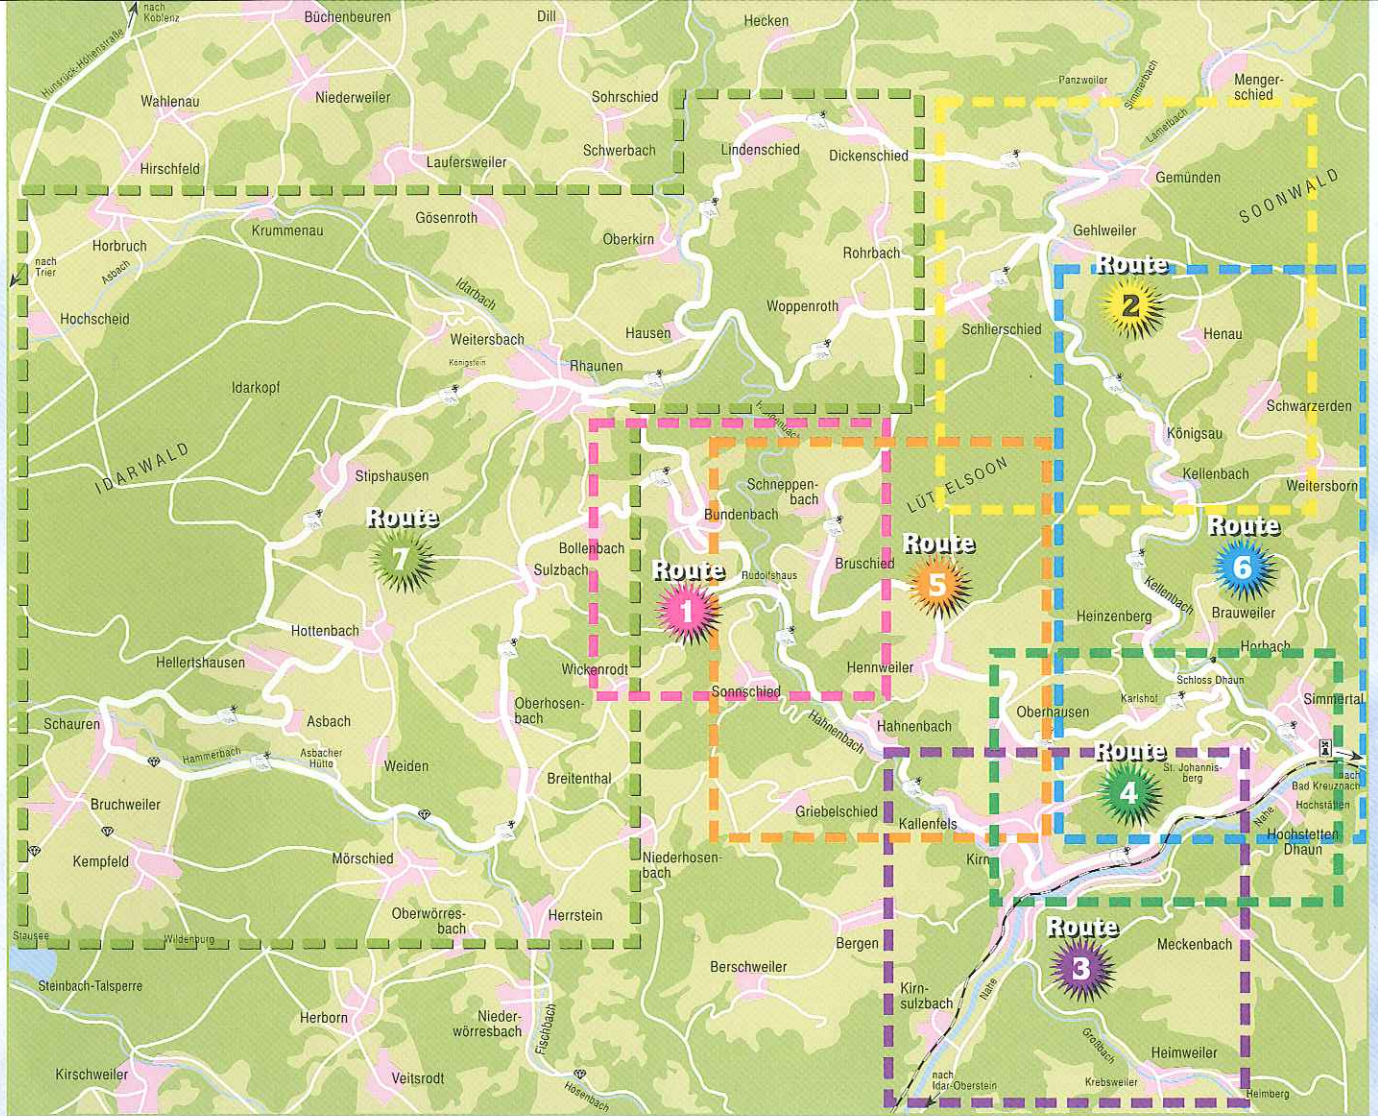 nach
Koblenz
Büchenbeuren
Dill
Hecken
Hunsrück-Höhenstraße
Panzweiler
Simmerbach
Menger-
schied
Wahlenau
Niederweiler
Sohrschied
Lametbach
Hirschfeld
Laufersweiler
Schwerbach
Lindenschied
Dickenschied
Gemünden
SOONWALD
Horbruch
Krummenau
Gösenroth
Oberkirn
Rohrbach
Gehlweiler
nach
Trier
Asbach
Idarbach
Route
2
Hochscheid
Woppenroth
Hausen
Schlierschied
Henau
Weitersbach
Königstein
Rhaunen
Idarkopf
Schwarzerden
Königsau
IDARWALD
Stipshausen
Schneppen-
bach
LÜTZELSOON
Kellenbach
Weitersborn
Route
7
Bundenbach
Bollenbach
Sulzbach
Route
1
Rudolfshaus
Bruschied
Route
5
Route
6
Kellenbach
Heinzenberg
Brauweiler
Hottenbach
Hellertshausen
Horbach
Wickenrodt
Sonnschied
Hennweiler
Schloss Dhaun
Karlshof
Simmertal
Schauren
Asbach
Oberhosen-
bach
Hahnenbach
Hahnenbach
Oberhausen
Hammerbach
Asbacher
Hütte
Weiden
Breitenthal
Route
4
St. Johannis-
berg
nach
Bad Kreuznach
Bruchweiler
Griebelschied
Kallenfels
Nahe
Hochstätten
Hochstetten
Dhaun
Kempfeld
Mörschied
Niederhosen-
bach
Kirn
Oberwörres-
bach
Herrstein
Stausee
Wildenburg
Bergen
Route
3
Meckenbach
Steinbach-Talsperre
Berschweiler
Kirn-
sulzbach
Nahe
Herborn
Nieder-
wörresbach
Fischbach
Großbach
Heimweiler
Kirschweiler
Veitsrodt
Hosenbach
nach
Idar-Oberstein
Krebsweiler
Heimberg